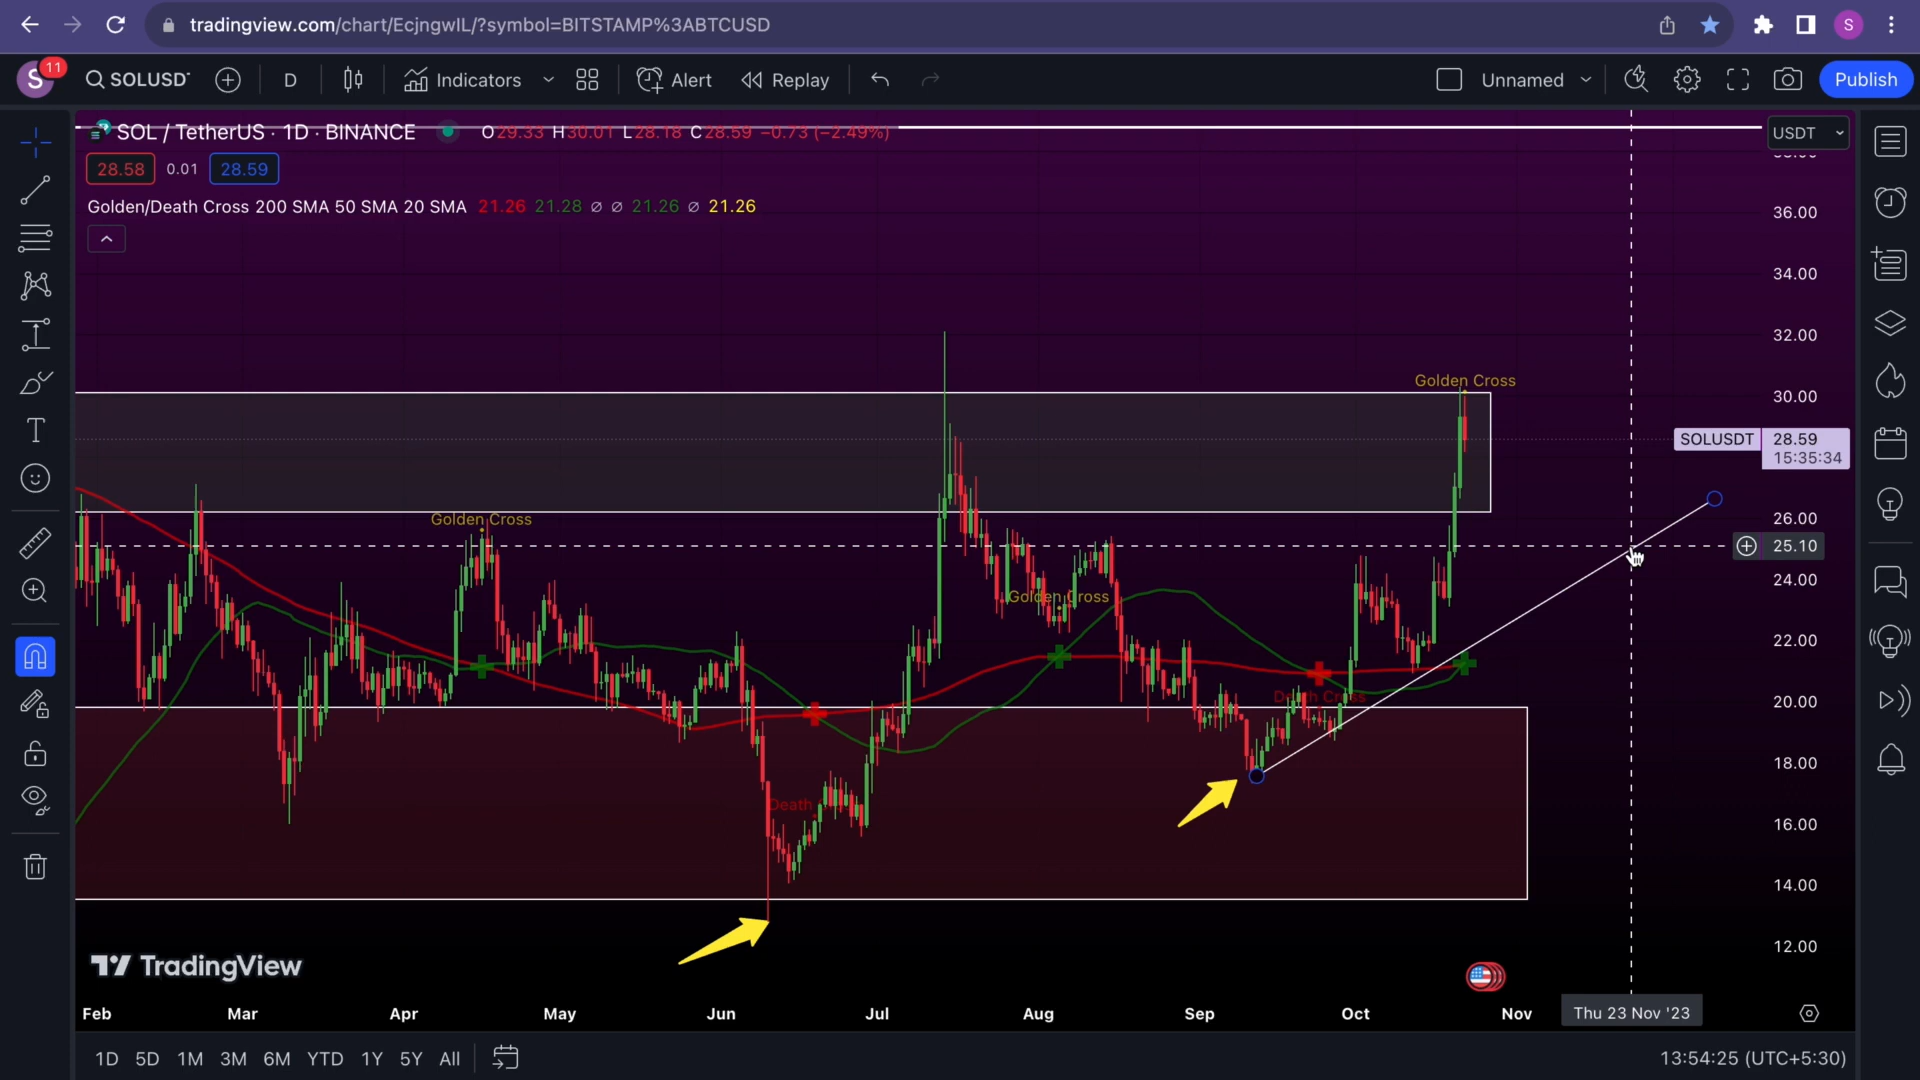 tradingview.com/chart/EcjngwIL/?symbol=BITSTAMP%3ABTCUSD
S
S 11 SOLUSDT D Indicators Alert Replay Unnamed Publish
SOL / TetherUS · 1D · BINANCE O29.33 H30.01 L28.18 C28.59 −0.73 (−2.49%)
USDT
28.58 0.01 28.59
Golden/Death Cross 200 SMA 50 SMA 20 SMA 21.26 21.28 ∅ ∅ 21.26 ∅ 21.26
36.00
34.00
32.00
Golden Cross
30.00
SOLUSDT 28.59
15:35:34
Golden Cross
26.00
25.10
24.00
Golden Cross
22.00
Death Cross
20.00
18.00
Death
16.00
14.00
12.00
TradingView
Feb Mar Apr May Jun Jul Aug Sep Oct Nov Thu 23 Nov '23
1D 5D 1M 3M 6M YTD 1Y 5Y All
13:54:25 (UTC+5:30)